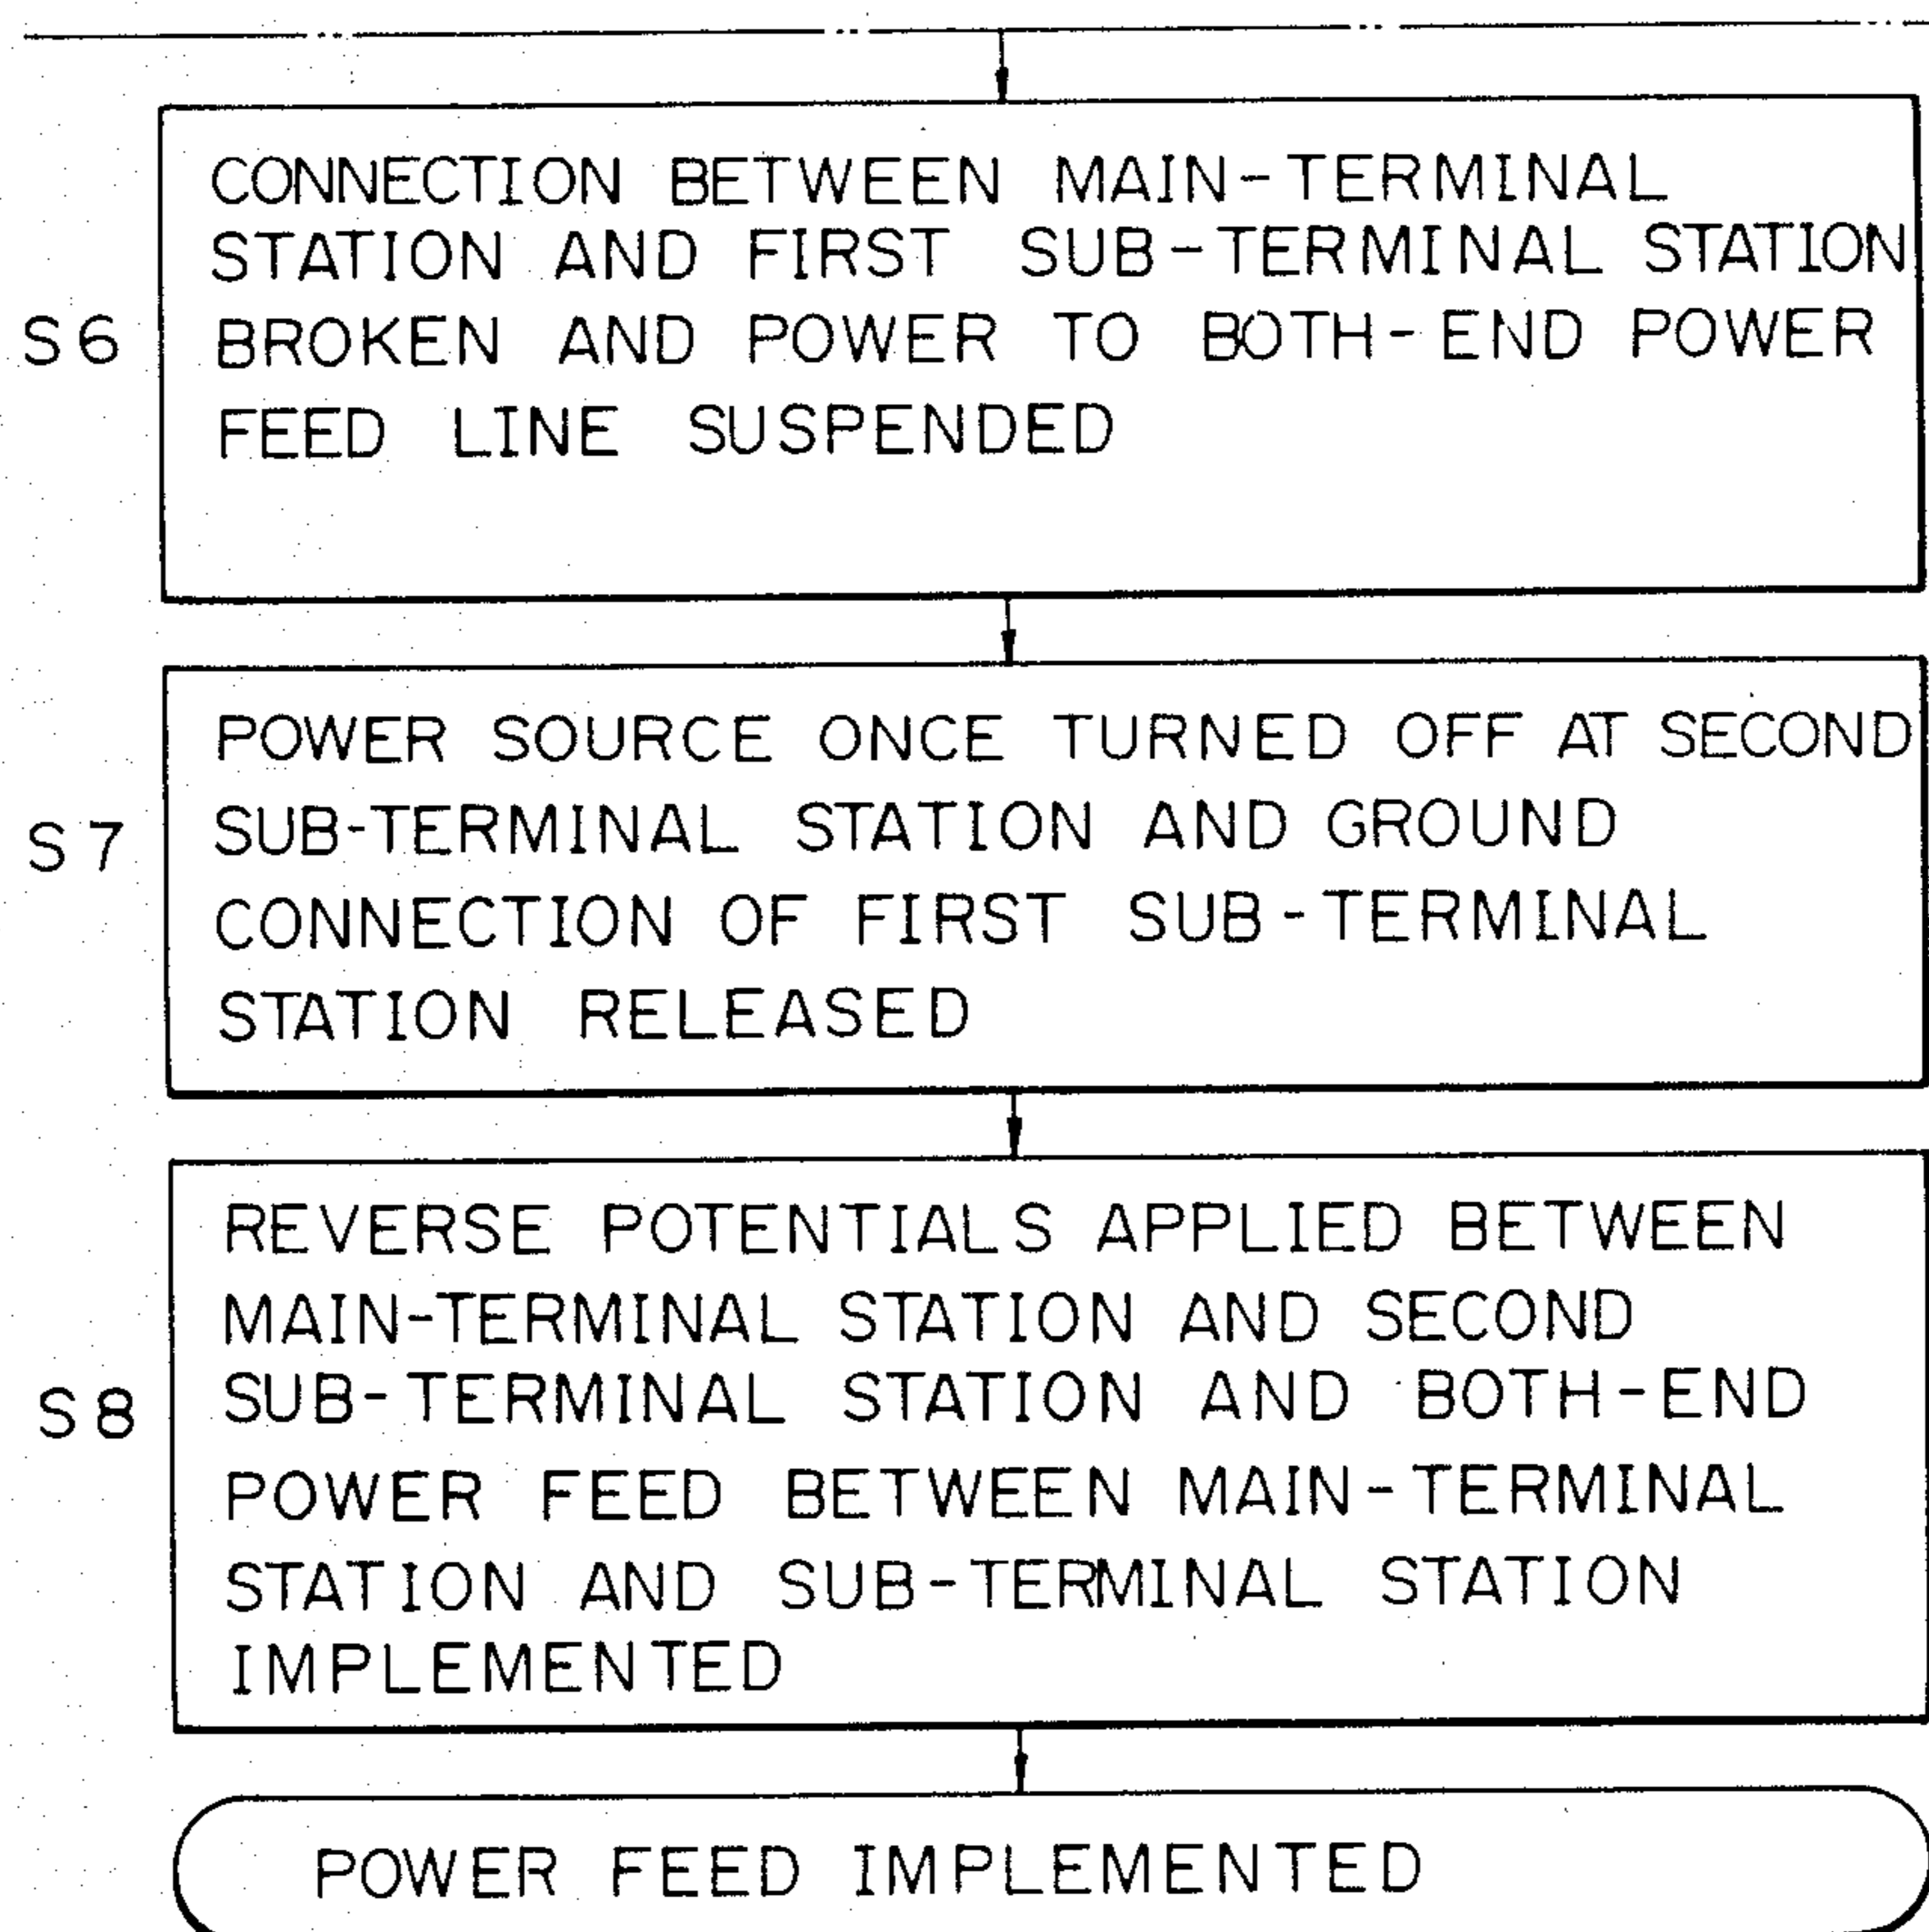 CONNECTION BETWEEN MAIN-TERMINAL
STATION AND FIRST SUB-TERMINAL STATION
S6 BROKEN AND POWER TO BOTH-END POWER
FEED LINE SUSPENDED
POWER SOURCE ONCE TURNED OFF AT SECOND
S7 SUB-TERMINAL STATION AND GROUND
CONNECTION OF FIRST SUB-TERMINAL
STATION RELEASED
REVERSE POTENTIALS APPLIED BETWEEN
MAIN-TERMINAL STATION AND SECOND
S8 SUB-TERMINAL STATION AND BOTH-END
POWER FEED BETWEEN MAIN-TERMINAL
STATION AND SUB-TERMINAL STATION
IMPLEMENTED
POWER FEED IMPLEMENTED